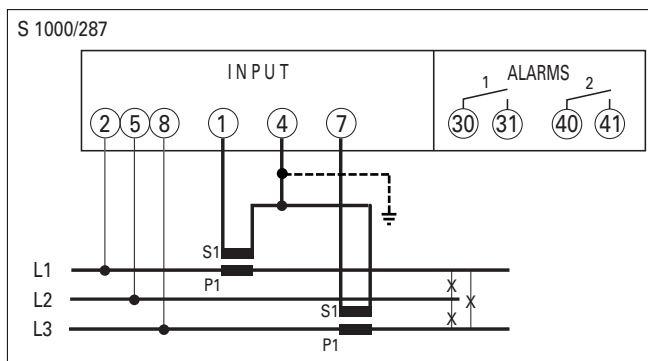 S 1000/287
INPUT
ALARMS
1
2
2 5 8 1 4 7 30 31 40 41
S1
L1
P1
L2
X
X
S1
X
L3
P1